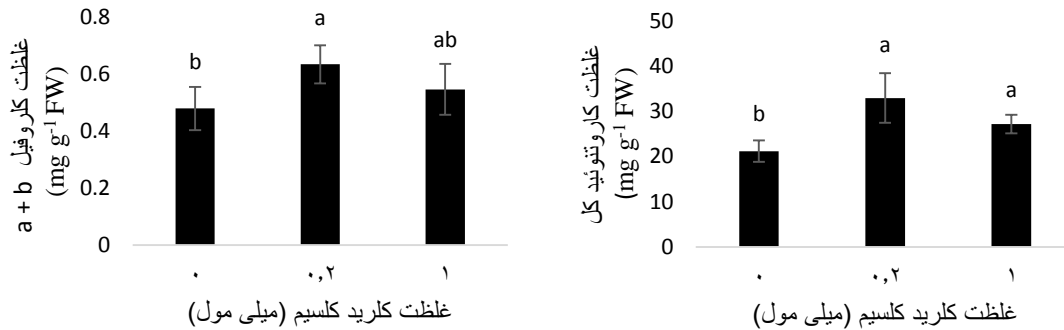 غلظت کلروفیل a + b
(mg g-1 FW)
0.8
0.6
0.4
0.2
0
b
a
ab
۰
۰,۲
۱
غلظت کلرید کلسیم (میلی مول)
غلظت کاروتنوئید کل
(mg g-1 FW)
50
40
30
20
10
0
b
a
a
۰
۰,۲
۱
غلظت کلرید کلسیم (میلی مول)